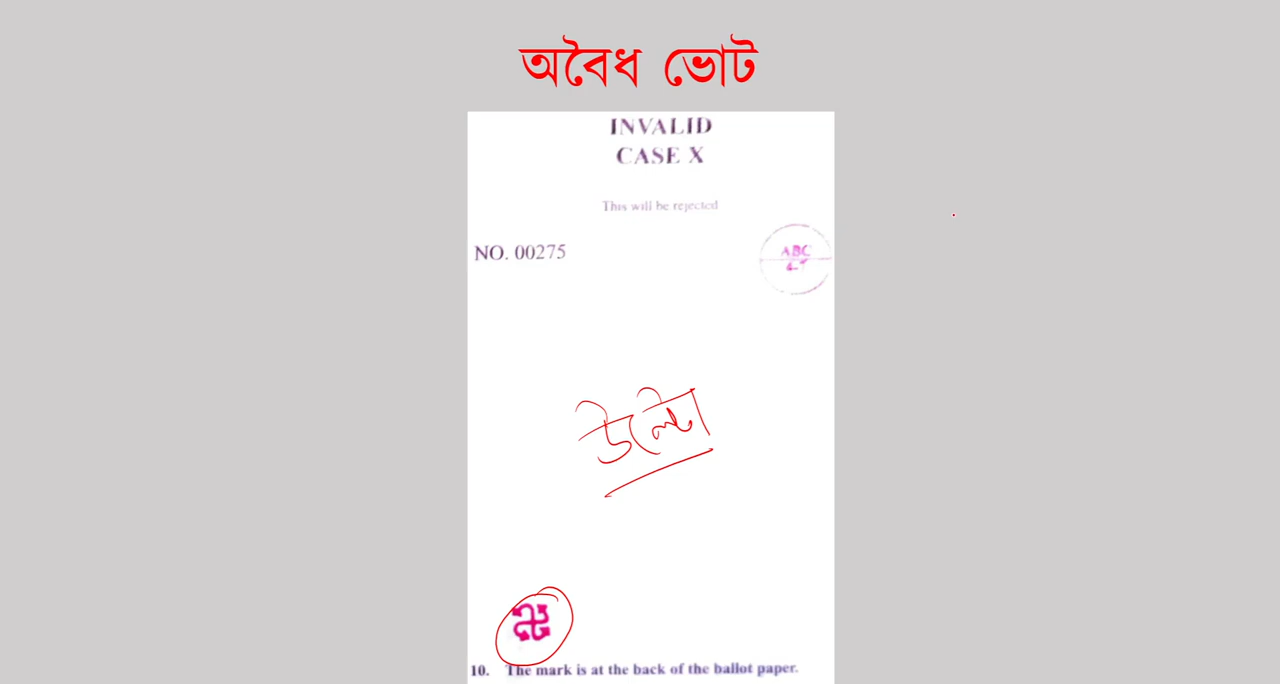 অবৈধ ভোট
INVALID
CASE X
This will be rejected
NO. 00275
ABC
উল্টো
10. The mark is at the back of the ballot paper.